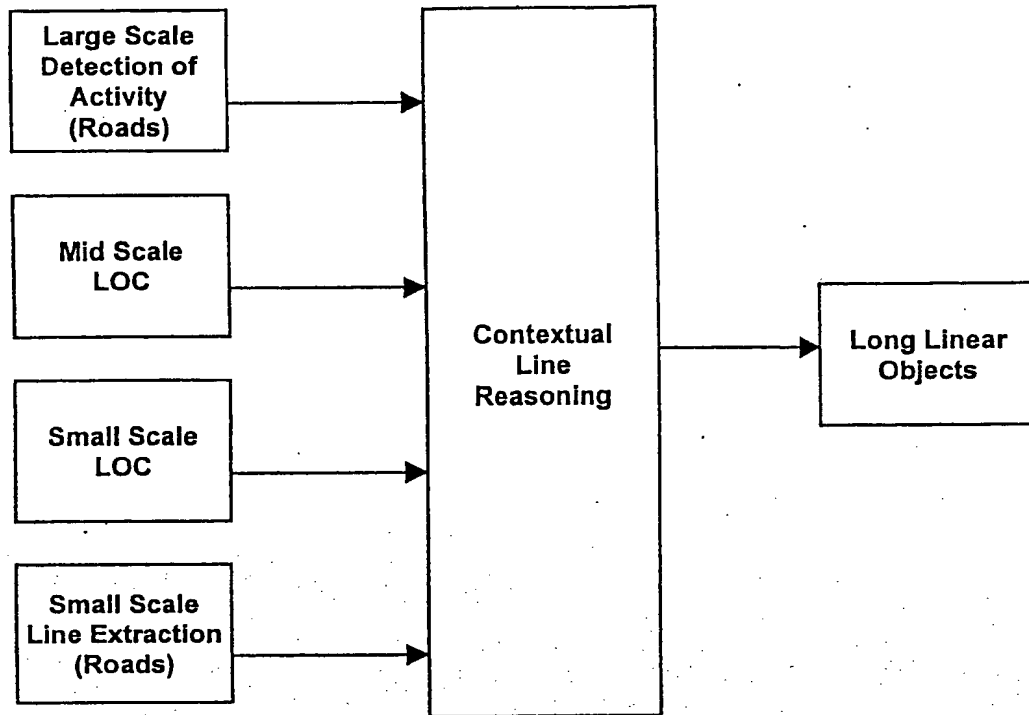 Large Scale
Detection of
Activity
(Roads)
Mid Scale
LOC
Small Scale
LOC
Small Scale
Line Extraction
(Roads)
Contextual
Line
Reasoning
Long Linear
Objects